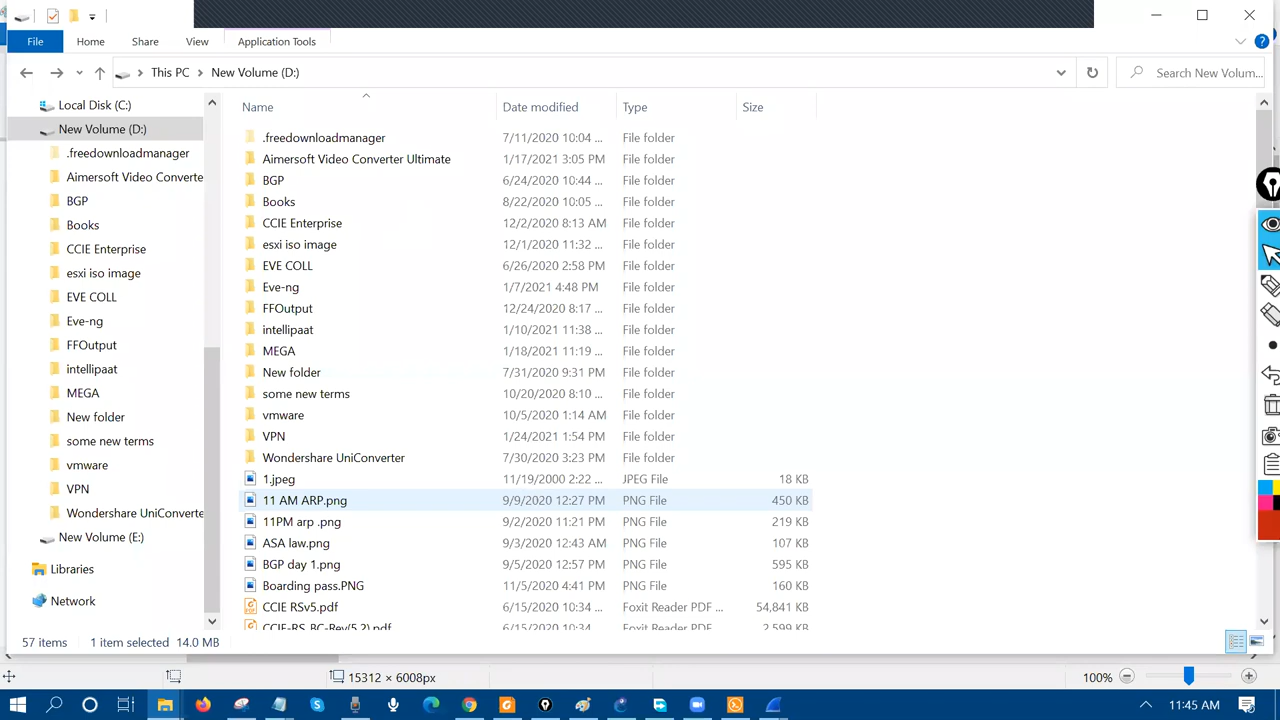 File Home Share View Application Tools
This PC New Volume (D:) Search New Volum...
Local Disk (C:)
New Volume (D:)
.freedownloadmanager
Aimersoft Video Converte
BGP
Books
CCIE Enterprise
esxi iso image
EVE COLL
Eve-ng
FFOutput
intellipaat
MEGA
New folder
some new terms
vmware
VPN
Wondershare UniConverte
New Volume (E:)
Libraries
Network
Name Date modified Type Size
.freedownloadmanager 7/11/2020 10:04 ... File folder
Aimersoft Video Converter Ultimate 1/17/2021 3:05 PM File folder
BGP 6/24/2020 10:44 ... File folder
Books 8/22/2020 10:05 ... File folder
CCIE Enterprise 12/2/2020 8:13 AM File folder
esxi iso image 12/1/2020 11:32 ... File folder
EVE COLL 6/26/2020 2:58 PM File folder
Eve-ng 1/7/2021 4:48 PM File folder
FFOutput 12/24/2020 8:17 ... File folder
intellipaat 1/10/2021 11:38 ... File folder
MEGA 1/18/2021 11:19 ... File folder
New folder 7/31/2020 9:31 PM File folder
some new terms 10/20/2020 8:10 ... File folder
vmware 10/5/2020 1:14 AM File folder
VPN 1/24/2021 1:54 PM File folder
Wondershare UniConverter 7/30/2020 3:23 PM File folder
1.jpeg 11/19/2000 2:22 ... JPEG File 18 KB
11 AM ARP.png 9/9/2020 12:27 PM PNG File 450 KB
11PM arp .png 9/2/2020 11:21 PM PNG File 219 KB
ASA law.png 9/3/2020 12:43 AM PNG File 107 KB
BGP day 1.png 9/5/2020 12:57 PM PNG File 595 KB
Boarding pass.PNG 11/5/2020 4:41 PM PNG File 160 KB
CCIE RSv5.pdf 6/15/2020 10:34 ... Foxit Reader PDF ... 54,841 KB
CCIE-RS_BC-Rev(5.2).pdf 6/15/2020 10:34 ... Foxit Reader PDF ... 2,599 KB
57 items 1 item selected 14.0 MB
15312 × 6008px 100%
11:45 AM